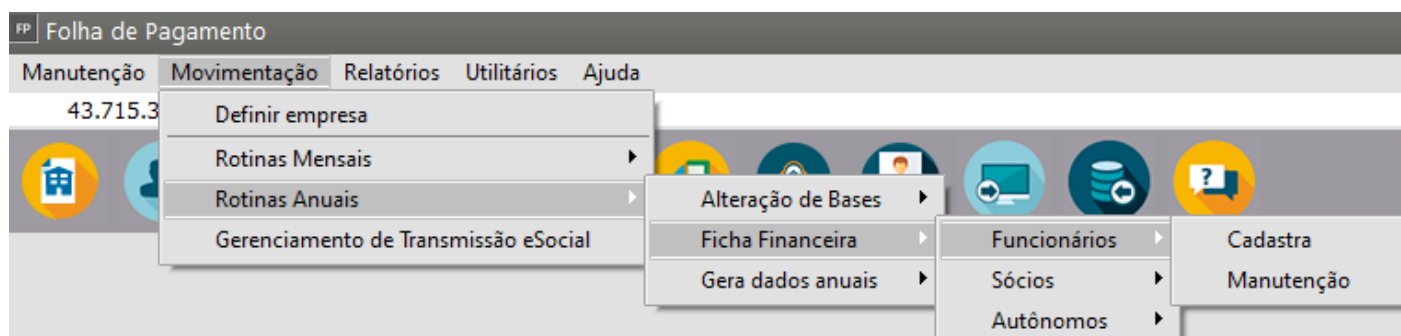 FP Folha de Pagamento
Manutenção Movimentação Relatórios Utilitários Ajuda
43.715.3
Definir empresa
Rotinas Mensais
Rotinas Anuais
Gerenciamento de Transmissão eSocial
Alteração de Bases
Ficha Financeira
Gera dados anuais
Funcionários
Sócios
Autônomos
Cadastra
Manutenção
?